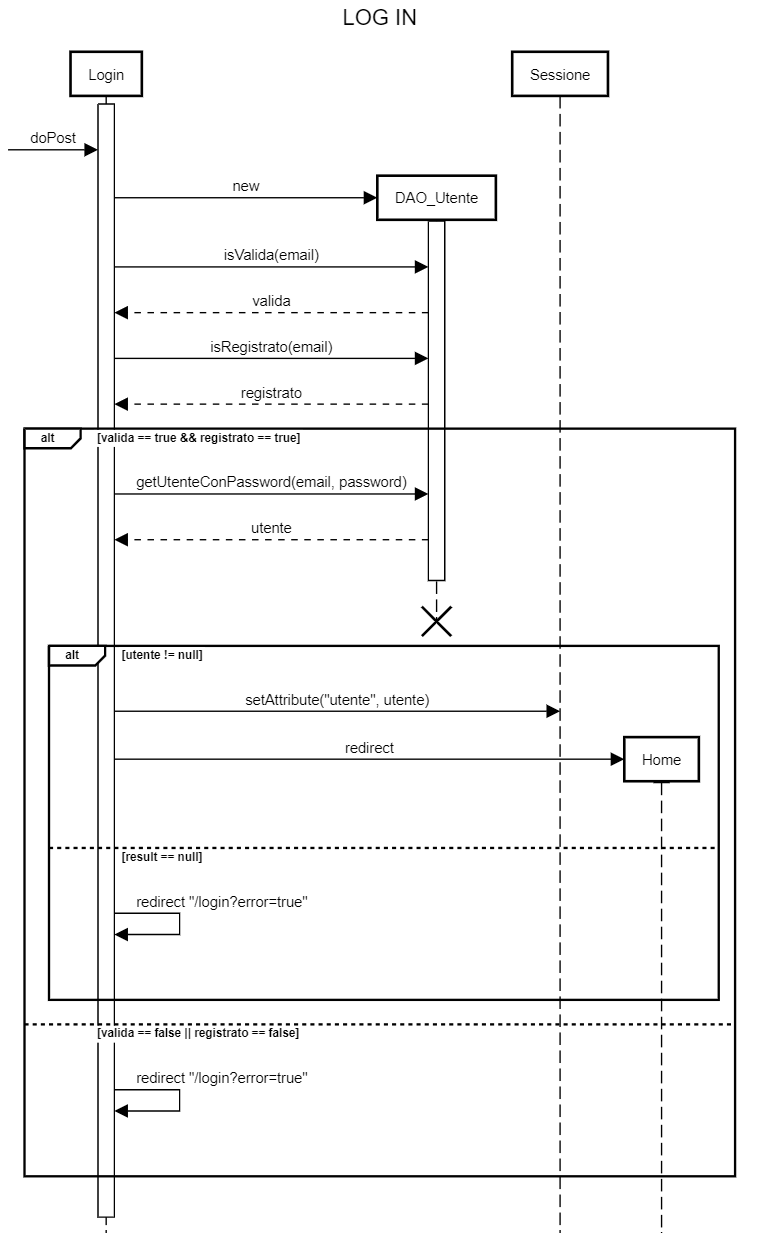 LOG IN
Login
Sessione
doPost
new
DAO_Utente
isValida(email)
valida
isRegistrato(email)
registrato
alt
[valida == true && registrato == true]
getUtenteConPassword(email, password)
utente
alt
[utente != null]
setAttribute("utente", utente)
redirect
Home
[result == null]
redirect "/login?error=true"
[valida == false || registrato == false]
redirect "/login?error=true"